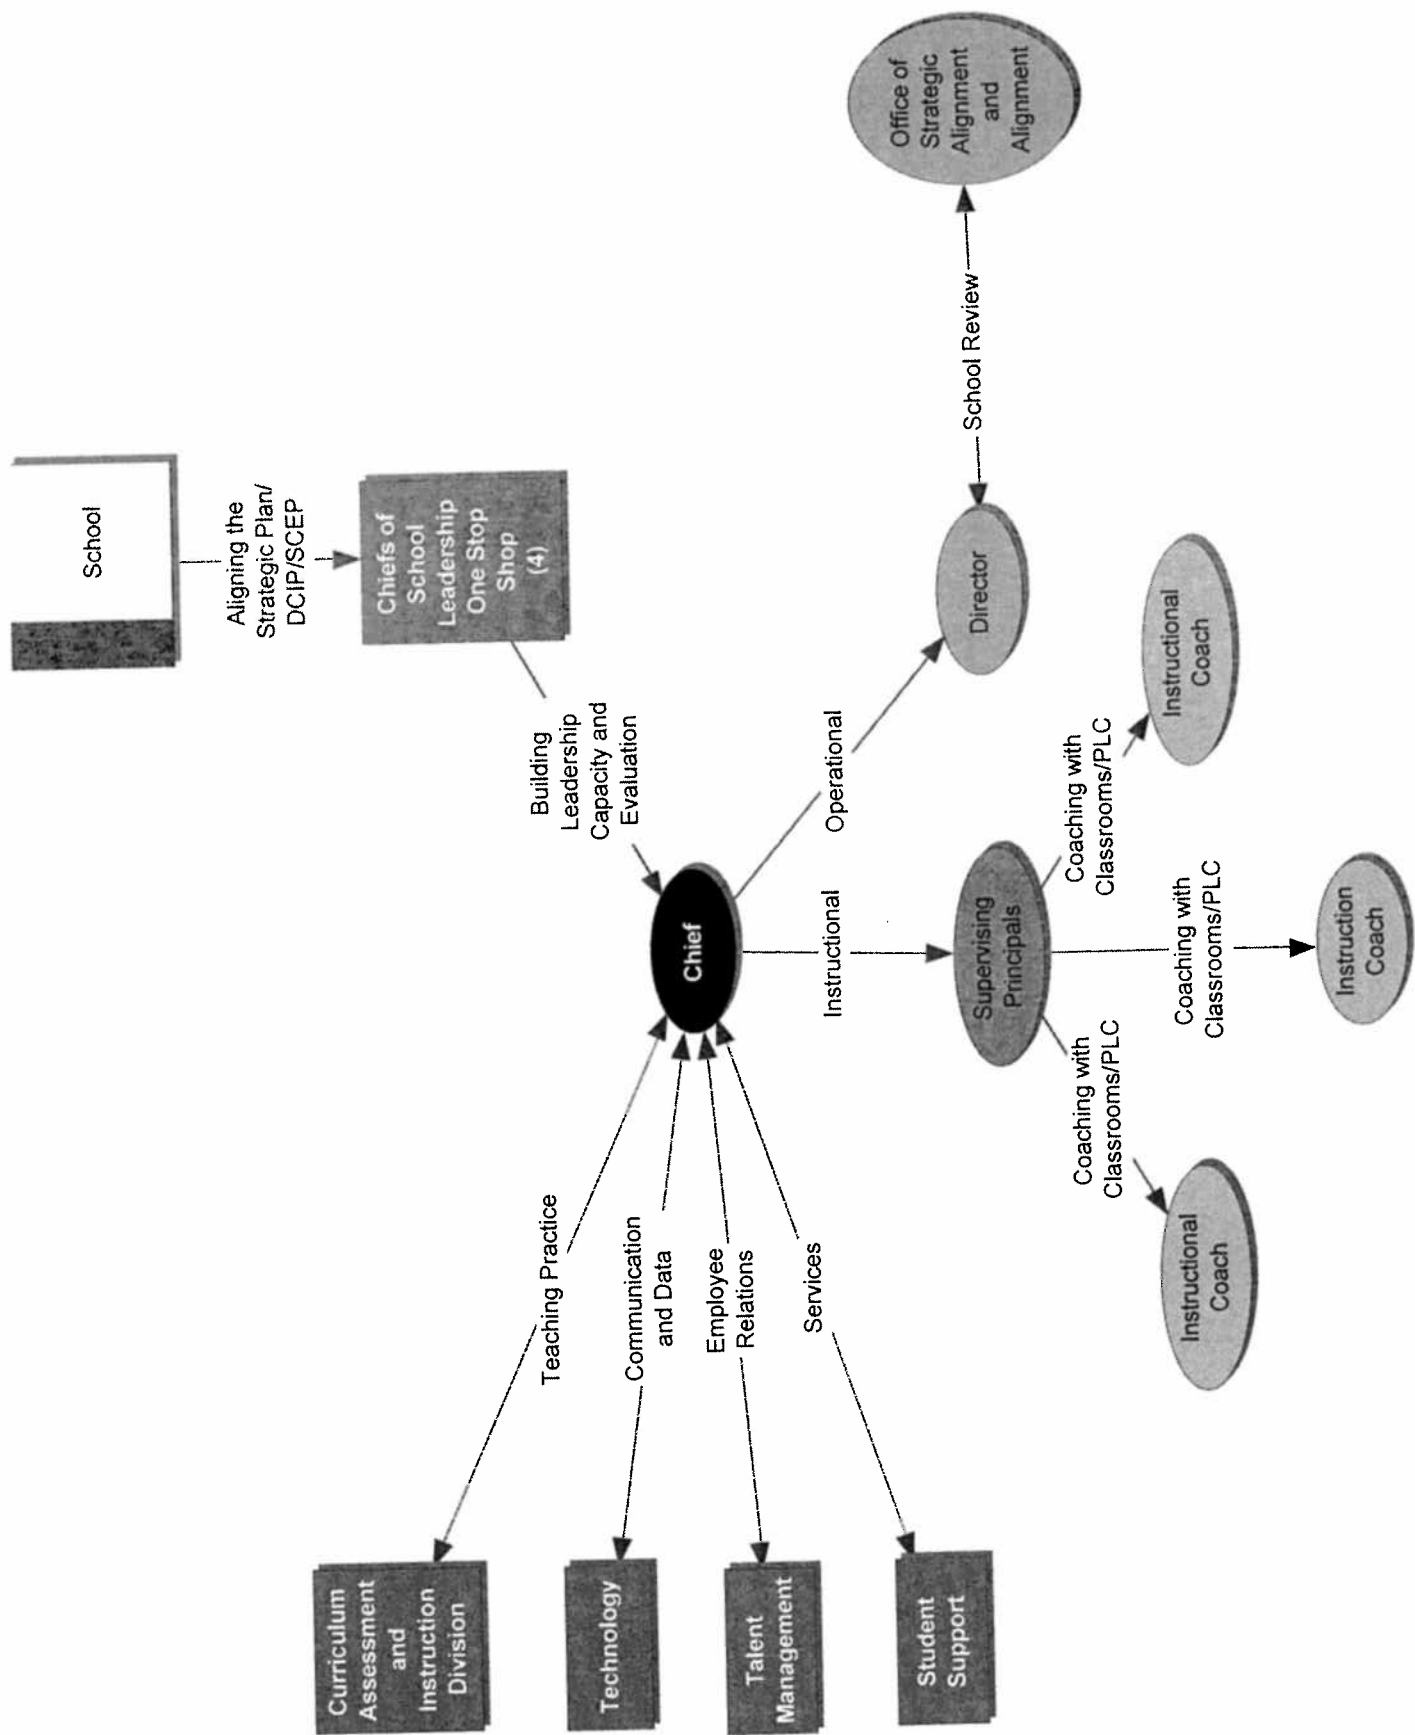 School
Aligning the
Strategic Plan/
DCIP/SCEP
Chiefs of
School
Leadership
One Stop
Shop
(4)
Building
Leadership
Capacity and
Evaluation
Chief
Teaching Practice
Curriculum
Assessment
and
Instruction
Division
Communication
and Data
Technology
Employee
Relations
Talent
Management
Services
Student
Support
Instructional
Operational
Supervising
Principals
Director
School Review
Office of
Strategic
Alignment
and
Alignment
Coaching with
Classrooms/PLC
Instructional
Coach
Coaching with
Classrooms/PLC
Instruction
Coach
Coaching with
Classrooms/PLC
Instructional
Coach